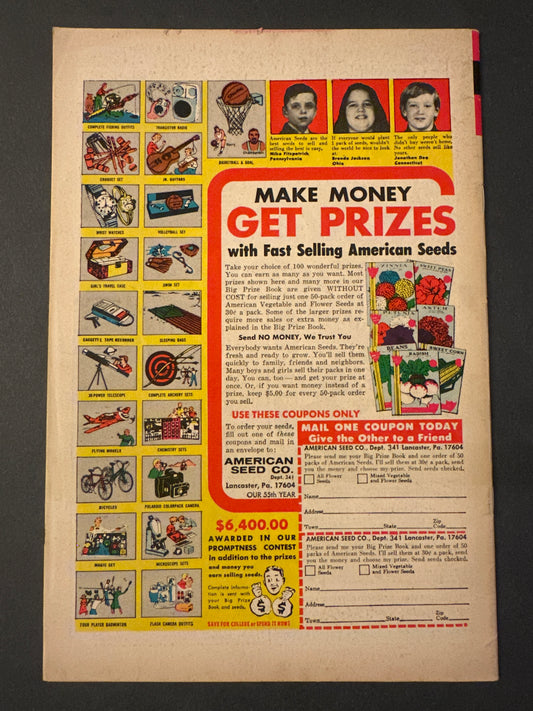 American Seeds are the
best seeds to sell and
selling the best is easy.
Mike Fitzpatrick
Pennsylvania
If everyone would plant
1 pack of seeds, wouldn't
the world be nice to look
at.
Brenda Jackson
Ohio
The only people who
didn't buy weren't home.
No other seeds sell like
yours.
Jonathan Dea
Connecticut
COMPLETE FISHING OUTFITS
TRANSISTOR RADIO
BASKETBALL & GOAL
CROQUET SET
JR. GUITARS
WRIST WATCHES
VOLLEYBALL SET
GIRL'S TRAVEL CASE
SWIM SET
CASSETTE TAPE RECORDER
SLEEPING BAGS
30 POWER TELESCOPE
COMPLETE ARCHERY SETS
FLYING MODELS
CHEMISTRY SETS
BICYCLES
POLAROID COLORPACK CAMERA
MAGIC SET
MICROSCOPE SETS
FOUR PLAYER BADMINTON
FLASH CAMERA OUTFITS
MAKE MONEY
GET PRIZES
with Fast Selling American Seeds
Take your choice of 100 wonderful prizes.
You can earn as many as you want. Most
prizes shown here and many more in our
Big Prize Book are given WITHOUT
COST for selling just one 50-pack order of
American Vegetable and Flower Seeds at
30¢ a pack. Some of the larger prizes re-
quire more sales or extra money as ex-
plained in the Big Prize Book.
Send NO MONEY, We Trust You
Everybody wants American Seeds. They're
fresh and ready to grow. You'll sell them
quickly to family, friends and neighbors.
Many boys and girls sell their packs in one
day. You can, too — and get your prize at
once. Or, if you want money instead of a
prize, keep $5.00 for every 50-pack order
you sell.
ZINNIA
SWEET PEAS
PETUNIA
ASTER
BEANS
RADISH
SWEET CORN
USE THESE COUPONS ONLY
To order your seeds,
fill out one of these
coupons and mail in
an envelope to:
AMERICAN
SEED CO.
Dept. 341
Lancaster, Pa. 17604
OUR 55th YEAR
$6,400.00
AWARDED IN OUR
PROMPTNESS CONTEST
In addition to the prizes
and money you
earn selling seeds.
Complete informa-
tion is sent with
your Big Prize
Book and seeds.
SAVE FOR COLLEGE or SPEND IT NOW!
MAIL ONE COUPON TODAY
Give the Other to a Friend
AMERICAN SEED CO., Dept. 341 Lancaster, Pa. 17604
Please send me your Big Prize Book and one order of 50
packs of American Seeds. I'll sell them at 30¢ a pack, send
you the money and choose my prize. Send seeds checked.
All Flower
Seeds
Mixed Vegetable
and Flower Seeds
Name
Address
Town State Zip
Code
AMERICAN SEED CO., Dept. 341 Lancaster, Pa. 17604
Please send me your Big Prize Book and one order of 50
packs of American Seeds. I'll sell them at 30¢ a pack, send
you the money and choose my prize. Send seeds checked.
All Flower
Seeds
Mixed Vegetable
and Flower Seeds
Name
Address
Town State Zip
Code